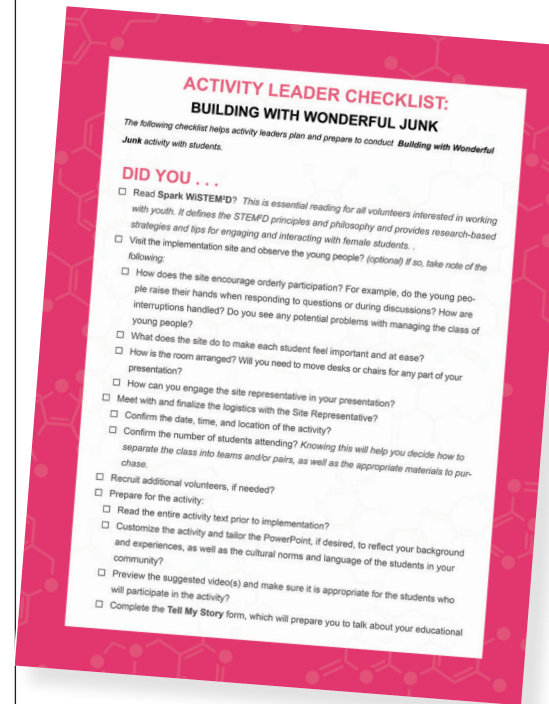 ACTIVITY LEADER CHECKLIST:
BUILDING WITH WONDERFUL JUNK
The following checklist helps activity leaders plan and prepare to conduct Building with Wonderful
Junk activity with students.
DID YOU . . .
☐ Read Spark WiSTEM²D? This is essential reading for all volunteers interested in working
with youth. It defines the STEM²D principles and philosophy and provides research-based
strategies and tips for engaging and interacting with female students. .
☐ Visit the implementation site and observe the young people? (optional) If so, take note of the
following:
☐ How does the site encourage orderly participation? For example, do the young peo-
ple raise their hands when responding to questions or during discussions? How are
interruptions handled? Do you see any potential problems with managing the class of
young people?
☐ What does the site do to make each student feel important and at ease?
☐ How is the room arranged? Will you need to move desks or chairs for any part of your
presentation?
☐ How can you engage the site representative in your presentation?
☐ Meet with and finalize the logistics with the Site Representative?
☐ Confirm the date, time, and location of the activity?
☐ Confirm the number of students attending? Knowing this will help you decide how to
separate the class into teams and/or pairs, as well as the appropriate materials to pur-
chase.
☐ Recruit additional volunteers, if needed?
☐ Prepare for the activity:
☐ Read the entire activity text prior to implementation?
☐ Customize the activity and tailor the PowerPoint, if desired, to reflect your background
and experiences, as well as the cultural norms and language of the students in your
community?
☐ Preview the suggested video(s) and make sure it is appropriate for the students who
will participate in the activity?
☐ Complete the Tell My Story form, which will prepare you to talk about your educational